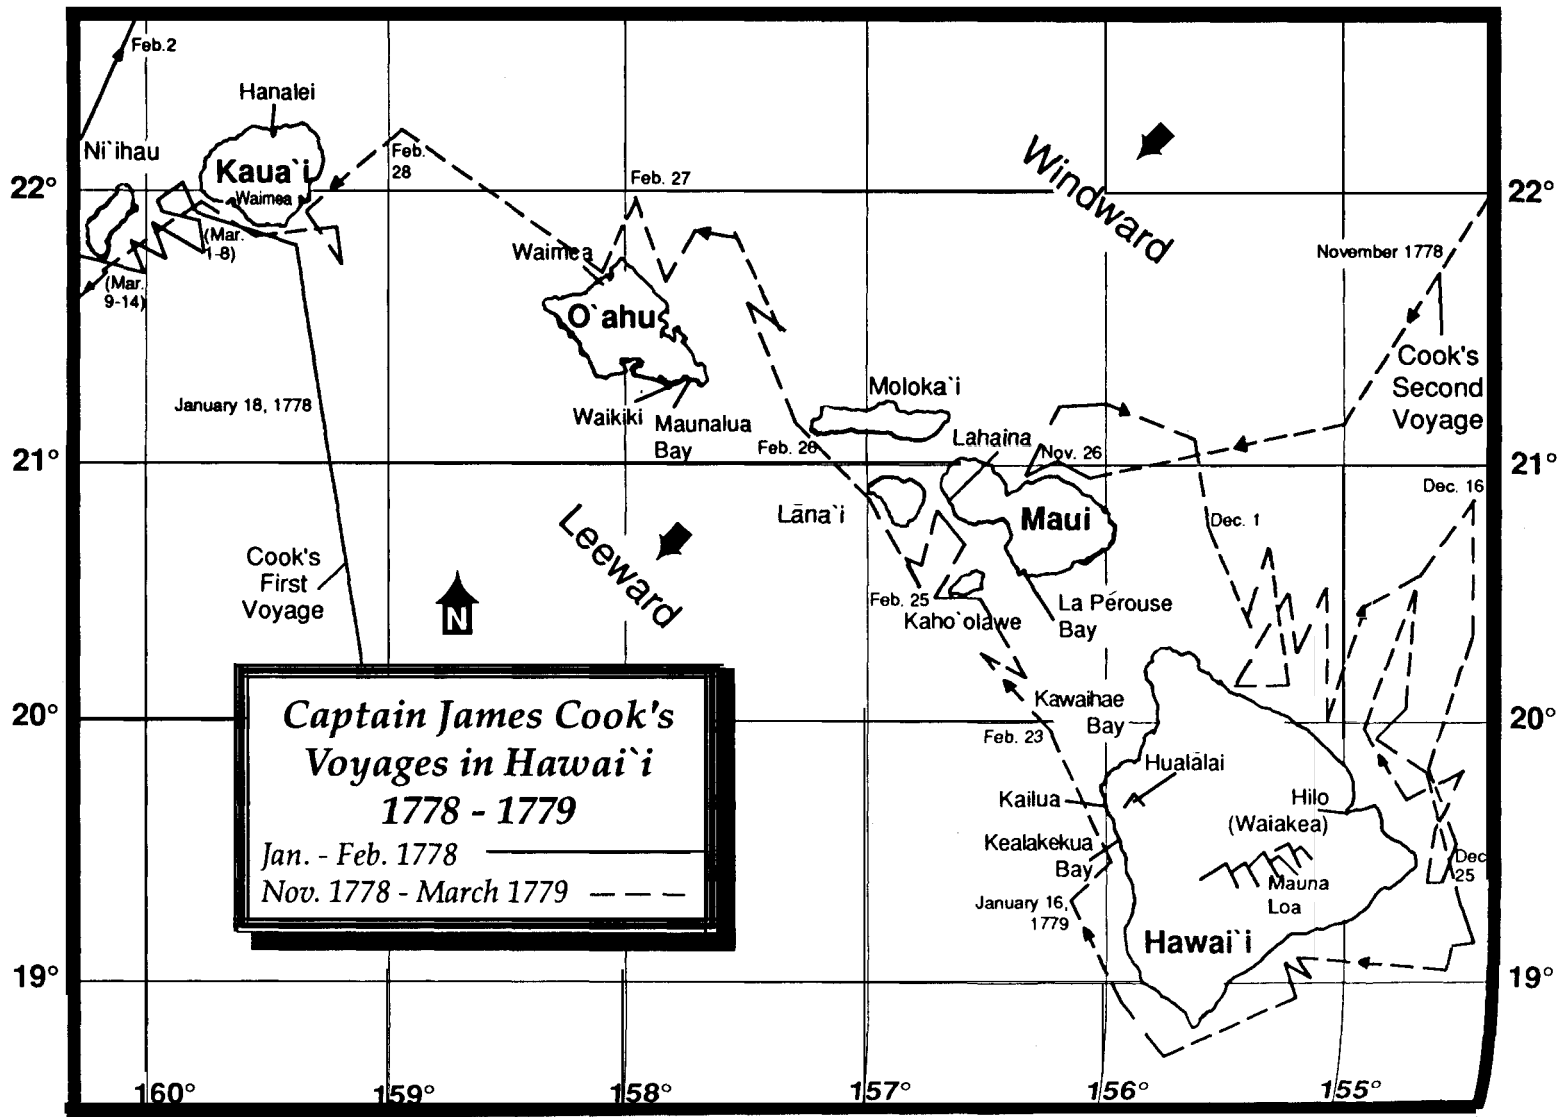 Feb.2
Hanalei
Ni`ihau
Kaua`i
Waimea
Feb.
28
22°
22°
Feb. 27
Windward
(Mar.
1-8)
(Mar.
9-14)
Waimea
O`ahu
November 1778
Cook's
Second
Voyage
January 18, 1778
Waikiki
Maunalua
Bay
Moloka`i
Lahaina
Feb. 26
Nov. 26
21°
21°
Dec. 16
Lāna`i
Maui
Dec. 1
Leeward
Cook's
First
Voyage
N
Feb. 25
Kaho`olawe
La Pérouse
Bay
Kawaihae
Bay
20°
20°
Feb. 23
Captain James Cook's
Voyages in Hawai`i
1778 - 1779
Jan. - Feb. 1778
Nov. 1778 - March 1779
Hualālai
Kailua
Hilo
(Waiakea)
Kealakekua
Bay
Dec
25
Mauna
Loa
January 16,
1779
Hawai`i
19°
19°
160°
159°
158°
157°
156°
155°